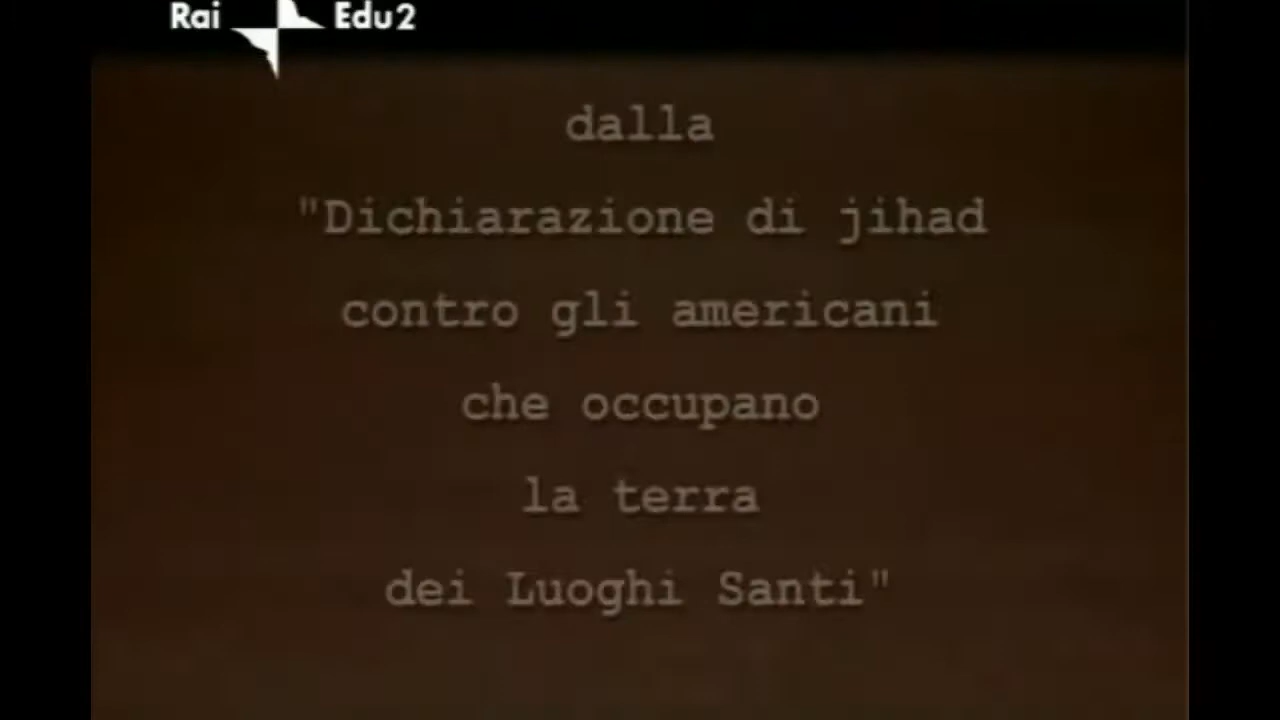 Rai Edu2
dalla
"Dichiarazione di jihad
contro gli americani
che occupano
la terra
dei Luoghi Santi"